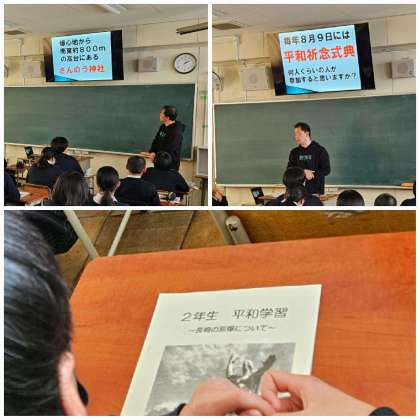 爆心地から
南東約８００ｍ
の高台にある
さんのう神社
毎年８月９日には
平和祈念式典
何人くらいの人が
参加すると思いますか？
２年生　平和学習
～長崎の原爆について～